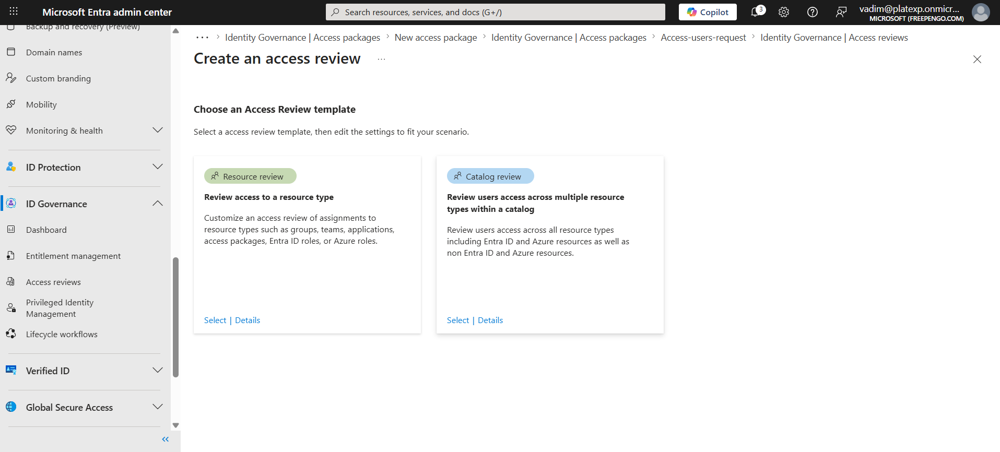 Microsoft Entra admin center
Search resources, services, and docs (G+/)
Copilot
3
vadim@platexp.onmicr...
MICROSOFT (FREEPENGO.COM)
Backup and recovery (Preview)
Domain names
Custom branding
Mobility
Monitoring & health
ID Protection
ID Governance
Dashboard
Entitlement management
Access reviews
Privileged Identity
Management
Lifecycle workflows
Verified ID
Global Secure Access
... > Identity Governance | Access packages > New access package > Identity Governance | Access packages > Access-users-request > Identity Governance | Access reviews
Create an access review ...
Choose an Access Review template
Select a access review template, then edit the settings to fit your scenario.
Resource review
Review access to a resource type
Customize an access review of assignments to
resource types such as groups, teams, applications,
access packages, Entra ID roles, or Azure roles.
Select | Details
Catalog review
Review users access across multiple resource
types within a catalog
Review users access across all resource types
including Entra ID and Azure resources as well as
non Entra ID and Azure resources.
Select | Details